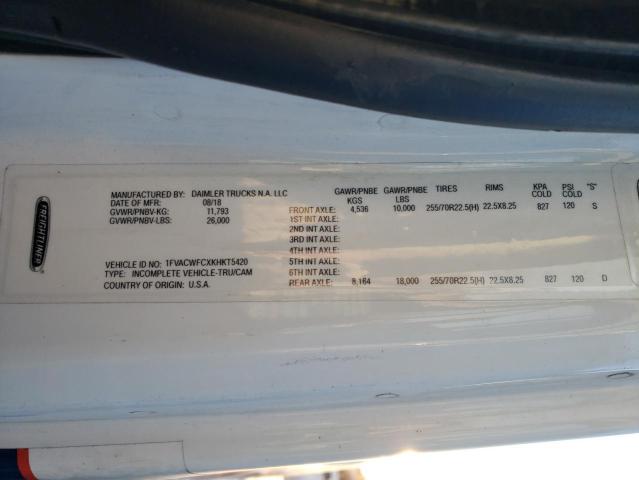 FREIGHTLINER
MANUFACTURED BY: DAIMLER TRUCKS N.A. LLC
DATE OF MFR: 08/18
GVWR/PNBV-KG: 11,793
GVWR/PNBV-LBS: 26,000
VEHICLE ID: 1FVACWFCXKHKT5420
TYPE: INCOMPLETE VEHICLE-TRU/CAM
COUNTRY OF ORIGIN: U.S.A.
GAWR/PNBE KGS GAWR/PNBE LBS TIRES RIMS KPA COLD PSI COLD "S"
FRONT AXLE: 4,536 10,000 255/70R22.5(H) 22.5X8.25 827 120 S
1ST INT AXLE:
2ND INT AXLE:
3RD INT AXLE:
4TH INT AXLE:
5TH INT AXLE:
6TH INT AXLE:
REAR AXLE: 8,164 18,000 255/70R22.5(H) 22.5X8.25 827 120 D